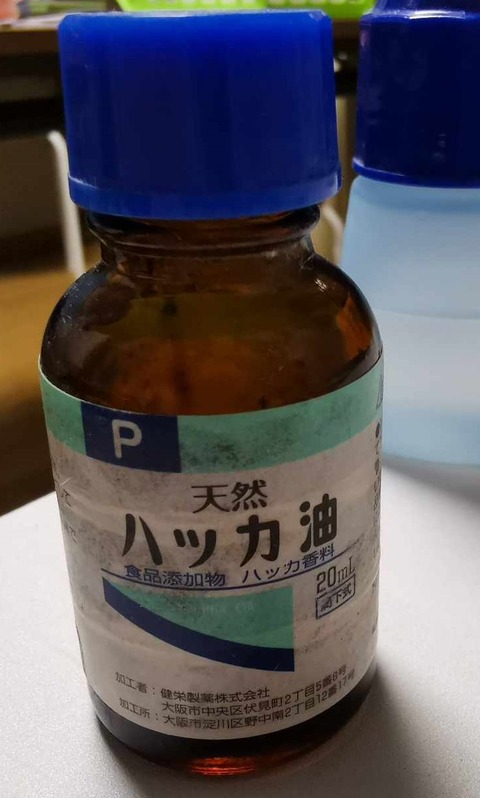 P
天然
ハッカ油
食品添加物 ハッカ香料
20mL
滴下式
加工者：健栄製薬株式会社
大阪市中央区伏見町2丁目5番8号
加工所：大阪市淀川区野中南2丁目12番17号